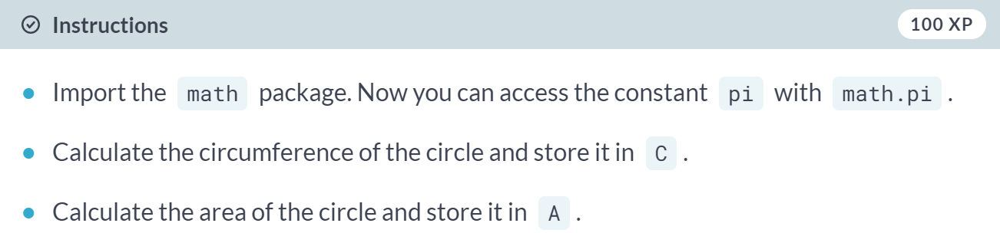 Instructions 100 XP
Import the math package. Now you can access the constant pi with math.pi .
Calculate the circumference of the circle and store it in C .
Calculate the area of the circle and store it in A .